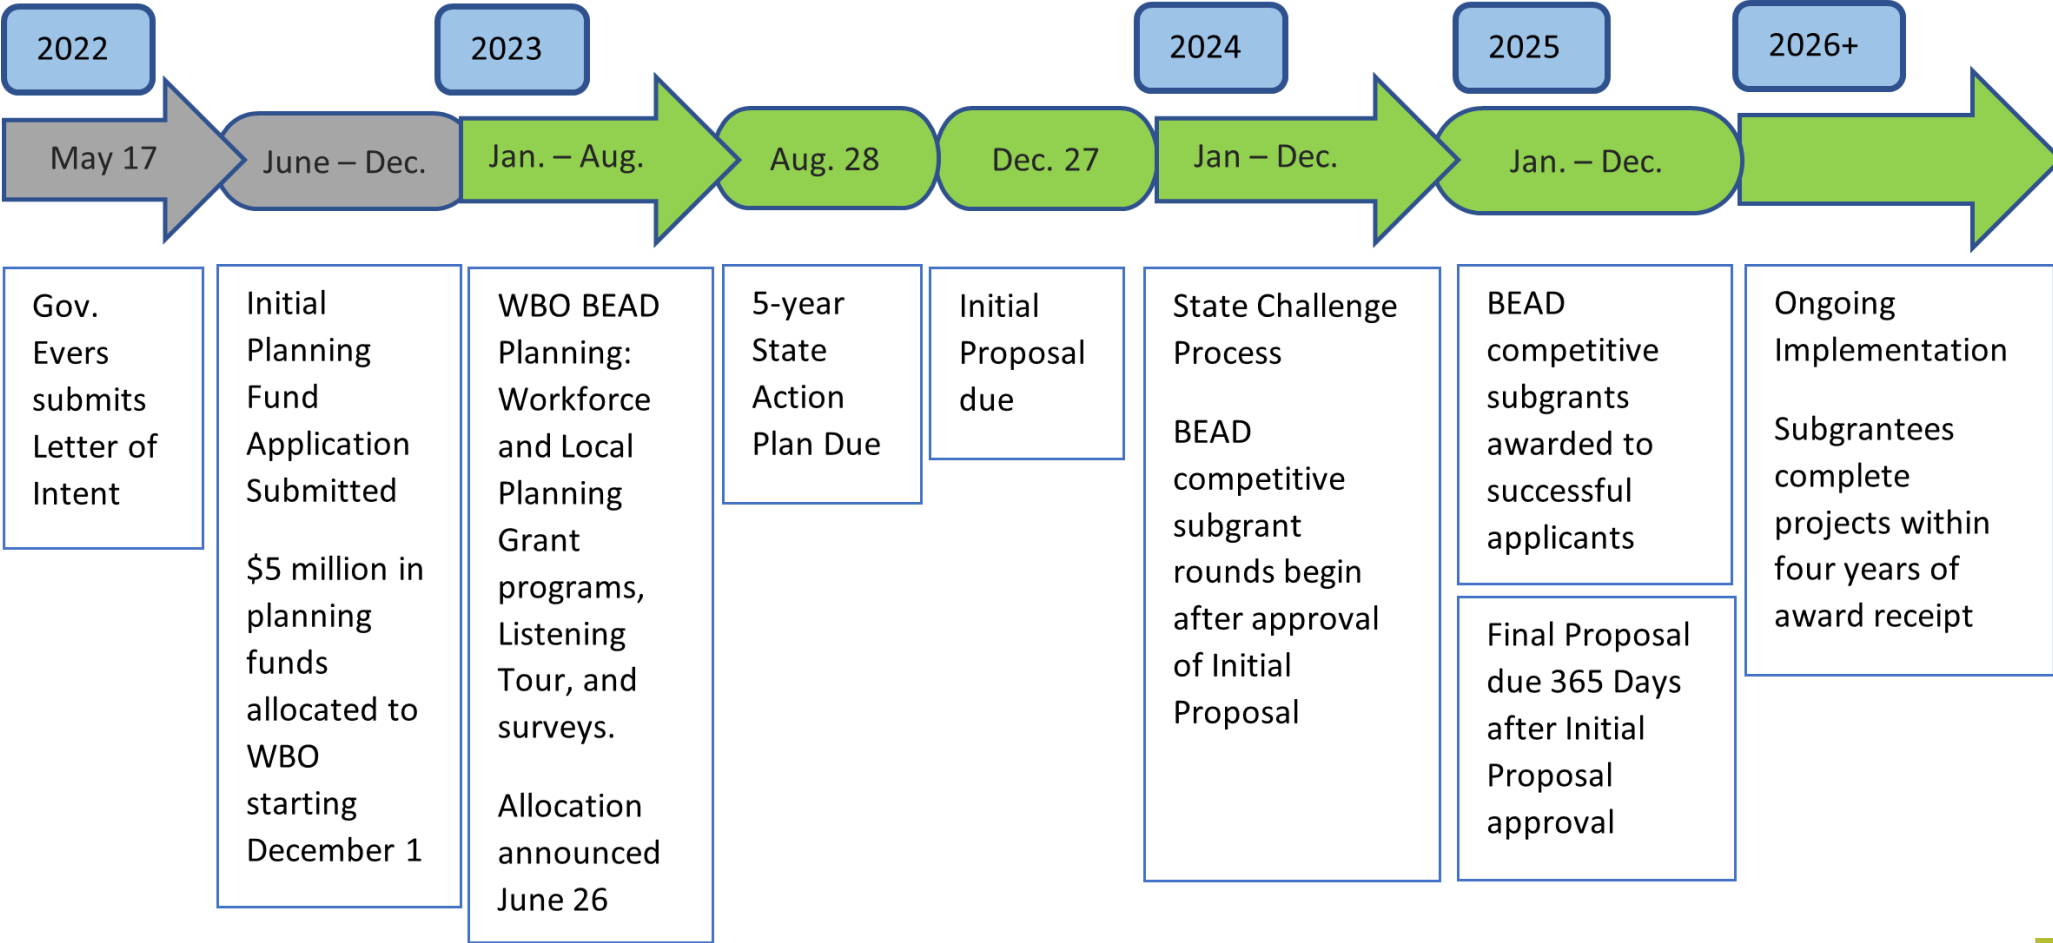 2022
2023
2024
2025
2026+
May 17
June – Dec.
Jan. – Aug.
Aug. 28
Dec. 27
Jan – Dec.
Jan. – Dec.
Gov.
Evers
submits
Letter of
Intent
Initial
Planning
Fund
Application
Submitted
$5 million in
planning
funds
allocated to
WBO
starting
December 1
WBO BEAD
Planning:
Workforce
and Local
Planning
Grant
programs,
Listening
Tour, and
surveys.
Allocation
announced
June 26
5-year
State
Action
Plan Due
Initial
Proposal
due
State Challenge
Process
BEAD
competitive
subgrant
rounds begin
after approval
of Initial
Proposal
BEAD
competitive
subgrants
awarded to
successful
applicants
Final Proposal
due 365 Days
after Initial
Proposal
approval
Ongoing
Implementation
Subgrantees
complete
projects within
four years of
award receipt